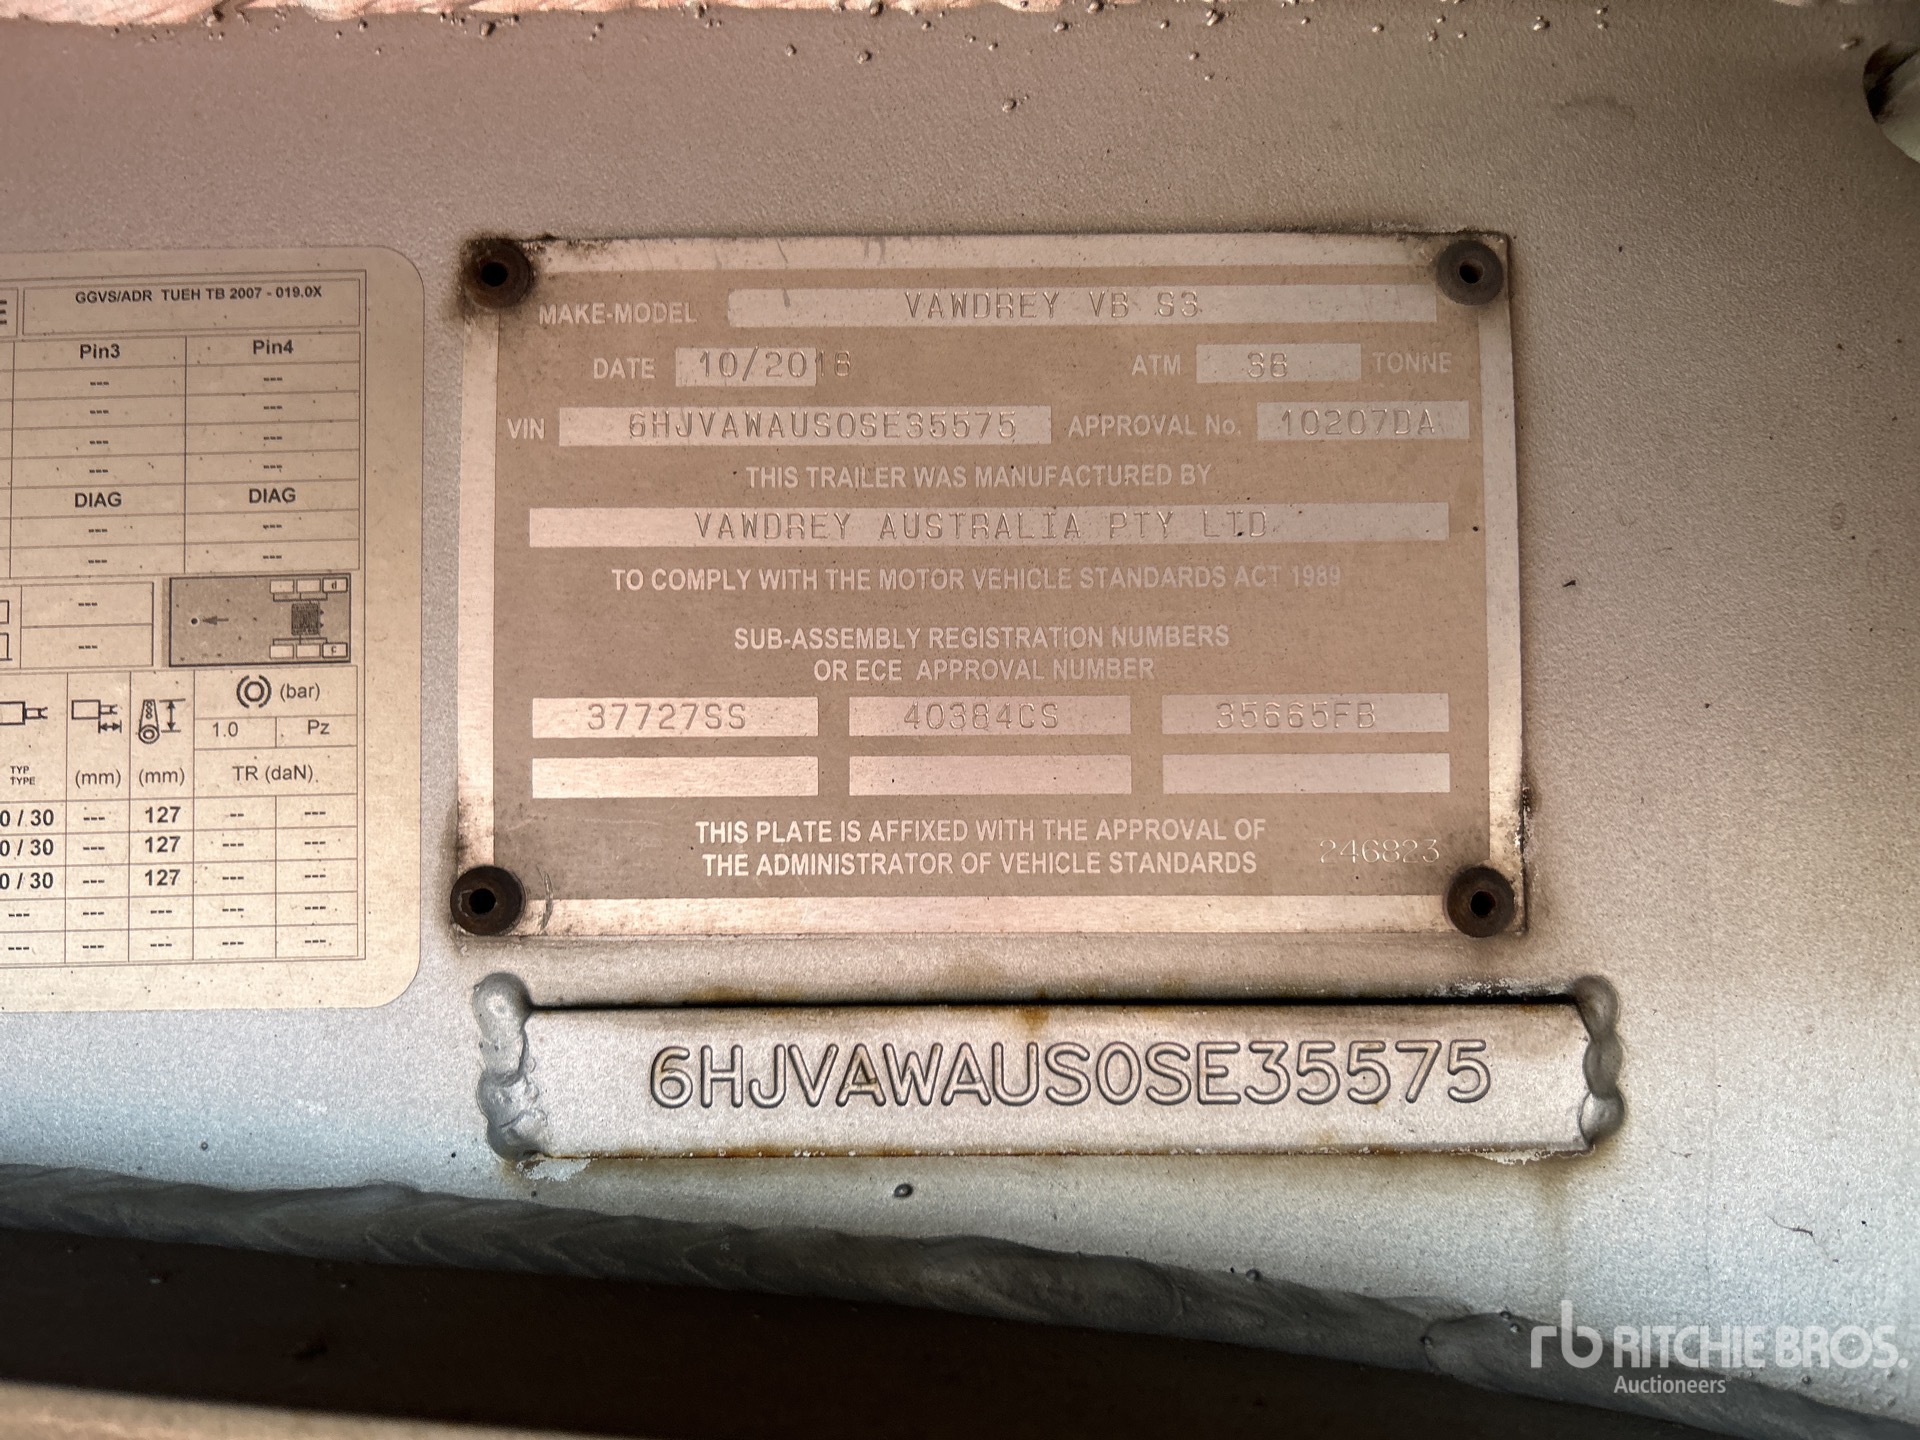 E
GGVS/ADR TUEH TB 2007 - 019.0X
Pin3 Pin4
--- ---
--- ---
--- ---
--- ---
DIAG DIAG
--- ---
--- ---
---
---
d
F
(bar)
1.0 Pz
TYP
TYPE
(mm) (mm) TR (daN)
0 / 30 --- 127 -- ---
0 / 30 --- 127 --- ---
0 / 30 --- 127 --- ---
--- --- --- --- ---
--- --- --- --- ---
MAKE-MODEL VAWDREY VB S3
DATE 10/2018 ATM 38 TONNE
VIN 6HJVAWAUS0SE35575 APPROVAL No. 10207DA
THIS TRAILER WAS MANUFACTURED BY
VAWDREY AUSTRALIA PTY LTD
TO COMPLY WITH THE MOTOR VEHICLE STANDARDS ACT 1989
SUB-ASSEMBLY REGISTRATION NUMBERS
OR ECE APPROVAL NUMBER
37727SS 40384CS 35665FB
THIS PLATE IS AFFIXED WITH THE APPROVAL OF
THE ADMINISTRATOR OF VEHICLE STANDARDS
246823
6HJVAWAUS0SE35575
rb RITCHIE BROS.
Auctioneers